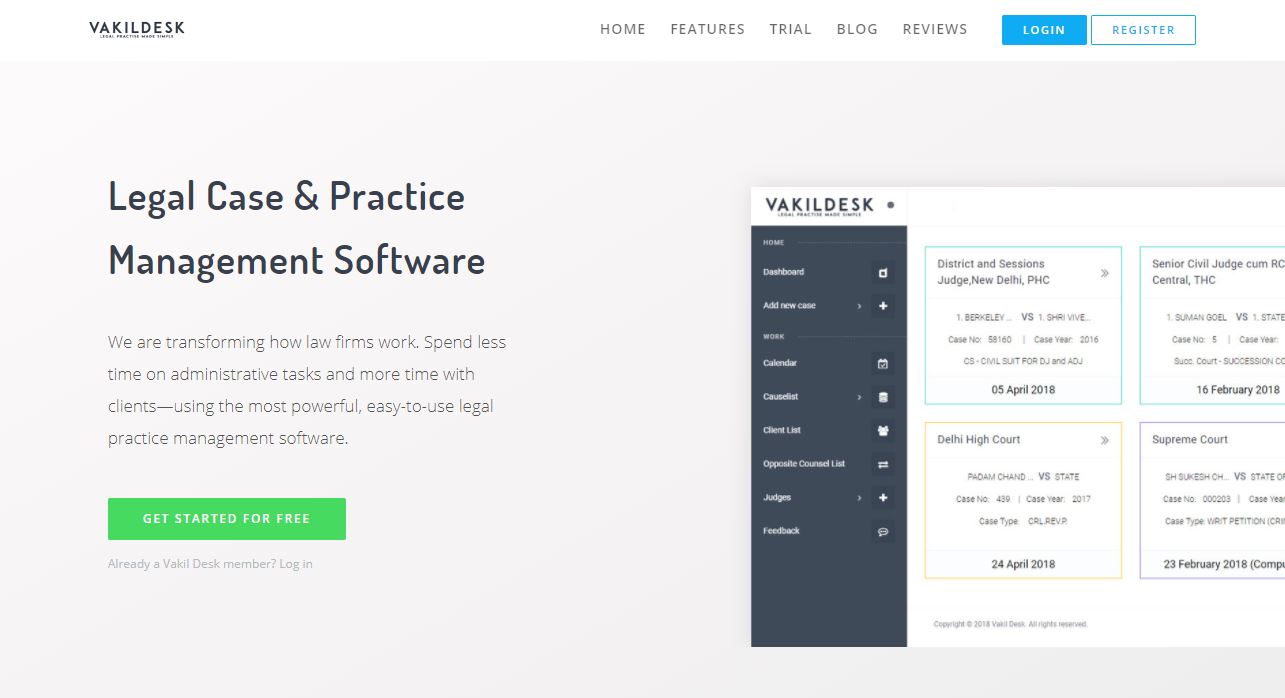 VAKILDESK
LEGAL PRACTISE MADE SIMPLE
HOME FEATURES TRIAL BLOG REVIEWS LOGIN REGISTER
Legal Case & Practice
Management Software
We are transforming how law firms work. Spend less
time on administrative tasks and more time with
clients—using the most powerful, easy-to-use legal
practice management software.
GET STARTED FOR FREE
Already a Vakil Desk member? Log in
VAKILDESK
LEGAL PRACTISE MADE SIMPLE
HOME
Dashboard
Add new case
WORK
Calendar
Causelist
Client List
Opposite Counsel List
Judges
Feedback
District and Sessions
Judge,New Delhi, PHC
1. BERKELEY ... VS 1. SHRI VIVE...
Case No: 58160 | Case Year: 2016
CS - CIVIL SUIT FOR DJ and ADJ
05 April 2018
Senior Civil Judge cum RC
Central, THC
1. SUMAN GOEL VS 1. STATE
Case No: 5 | Case Year:
Succ. Court - SUCCESSION CO
16 February 2018
Delhi High Court
PADAM CHAND ... VS STATE
Case No: 439 | Case Year: 2017
Case Type: CRL.REV.P.
24 April 2018
Supreme Court
SH SUKESH CH... VS STATE OF
Case No: 000203 | Case Year
Case Type: WRIT PETITION (CRIM
23 February 2018 (Compu
Copyright © 2018 Vakil Desk. All rights reserved.